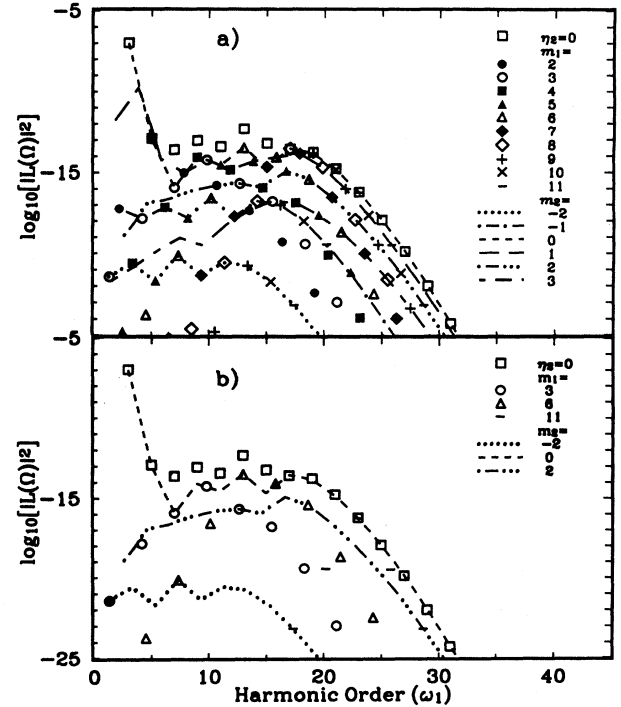 -5
a)
η2=0
m1=
2
3
4
5
6
7
8
9
10
11
m2=
-2
-1
0
1
2
3
log10[|L(Ω)|2]
-15
-5
b)
η2=0
m1=
3
6
11
m2=
-2
0
2
log10[|L(Ω)|2]
-15
-25
0 10 20 30 40
Harmonic Order (ω1)